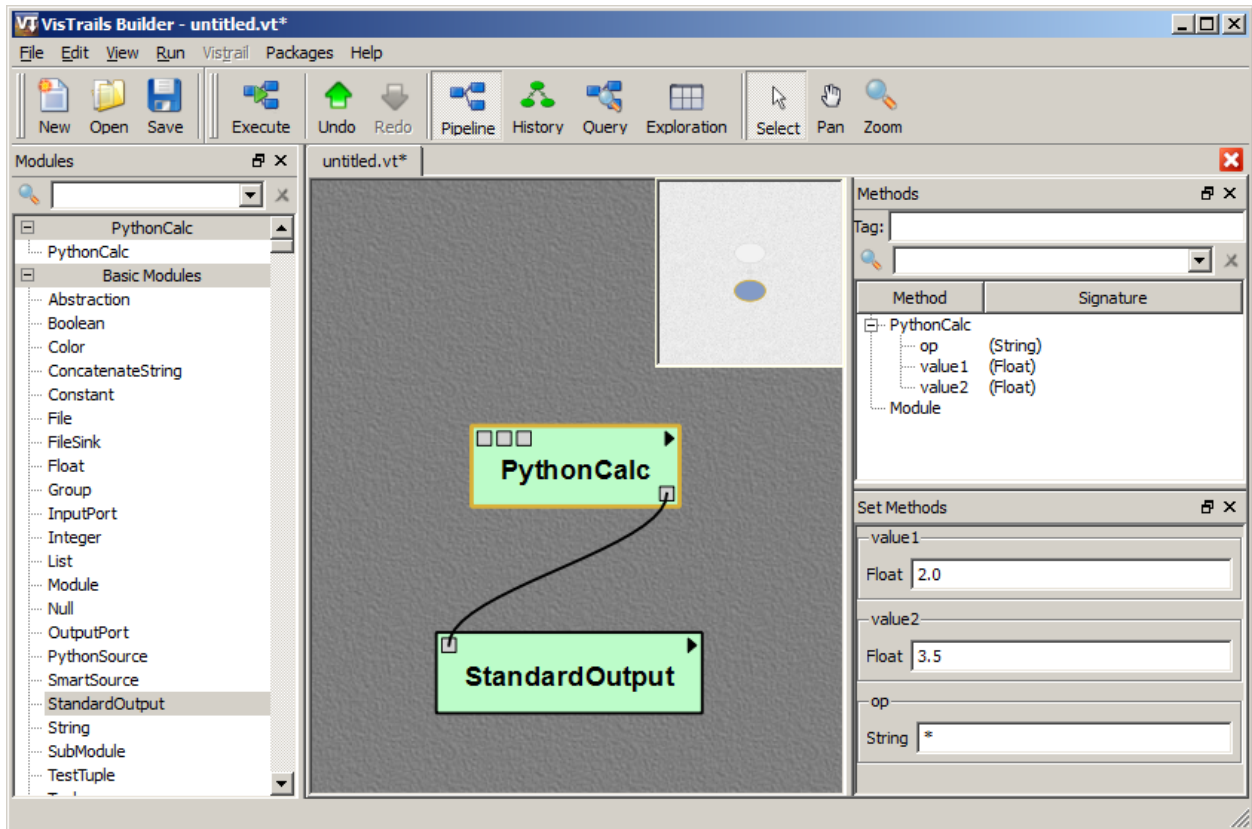 VisTrails Builder - untitled.vt*
File Edit View Run Vistrail Packages Help
New Open Save Execute Undo Redo Pipeline History Query Exploration Select Pan Zoom
Modules
PythonCalc
PythonCalc
Basic Modules
Abstraction
Boolean
Color
ConcatenateString
Constant
File
FileSink
Float
Group
InputPort
Integer
List
Module
Null
OutputPort
PythonSource
SmartSource
StandardOutput
String
SubModule
TestTuple
untitled.vt*
PythonCalc
StandardOutput
Methods
Tag:
Method Signature
PythonCalc
op (String)
value1 (Float)
value2 (Float)
Module
Set Methods
value1
Float 2.0
value2
Float 3.5
op
String *